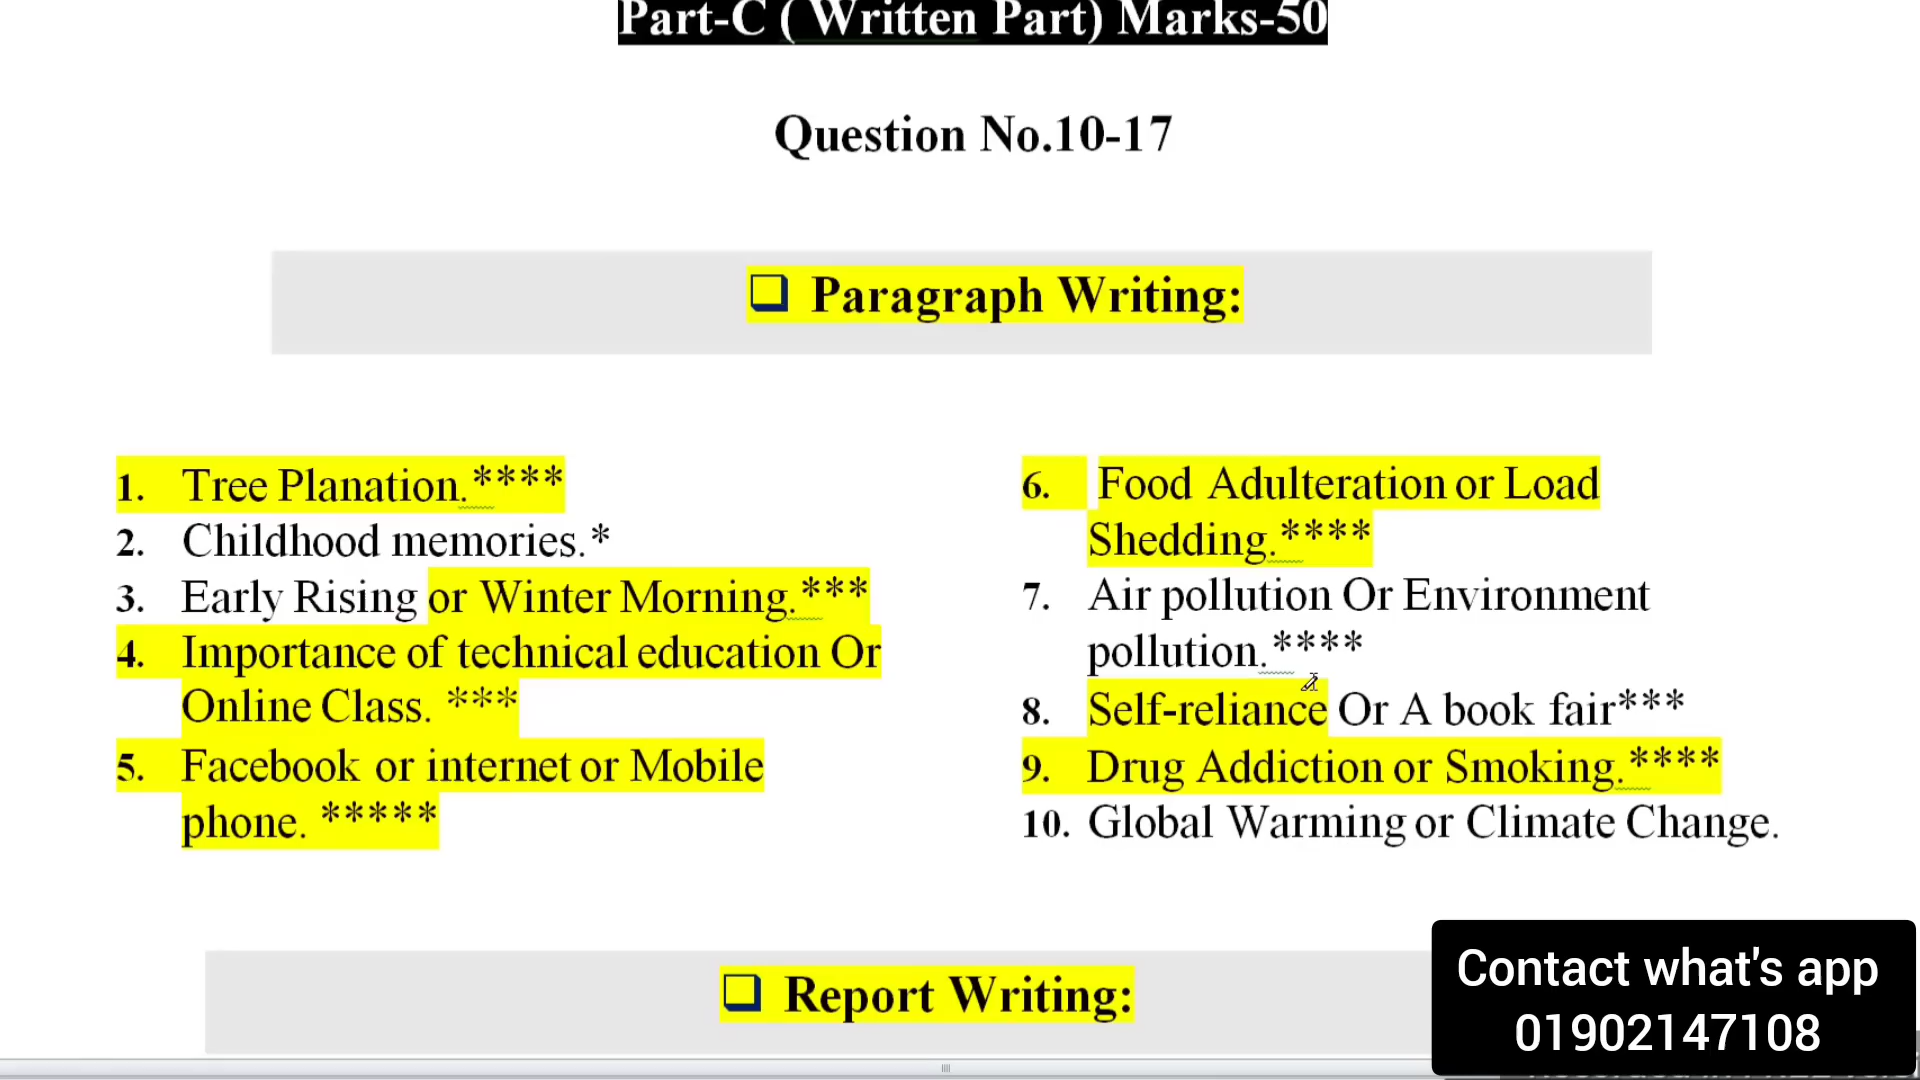 Part-C ( Written Part) Marks-50
Question No.10-17
❑ Paragraph Writing:
1. Tree Planation.****
2. Childhood memories.*
3. Early Rising or Winter Morning.***
4. Importance of technical education Or
Online Class. ***
5. Facebook or internet or Mobile
phone. *****
6. Food Adulteration or Load
Shedding.****
7. Air pollution Or Environment
pollution.****
8. Self-reliance Or A book fair***
9. Drug Addiction or Smoking.****
10. Global Warming or Climate Change.
❑ Report Writing:
Contact what's app
01902147108